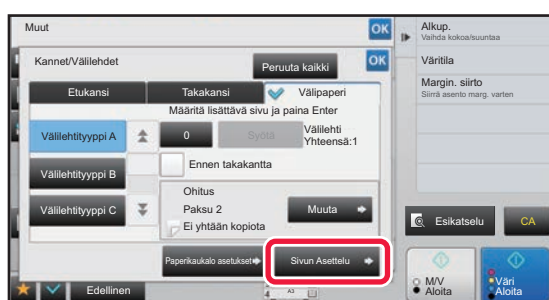 Muut
OK
Kannet/Välilehdet
Peruuta kaikki
OK
Etukansi
Takakansi
Välipaperi
Määritä lisättävä sivu ja paina Enter
Välilehtityyppi A
0
Syötä
Välilehti
Yhteensä:1
Välilehtityyppi B
Ennen takakantta
Välilehtityyppi C
Ohitus
Paksu 2
Ei yhtään kopiota
Muuta
Paperikaukalo asetukset
Sivun Asettelu
Edellinen
A3
Alkup.
Vaihda kokoa/suuntaa
Väritila
Margin. siirto
Siirrä asento marg. varten
Esikatselu
CA
M/V
Aloita
Väri
Aloita